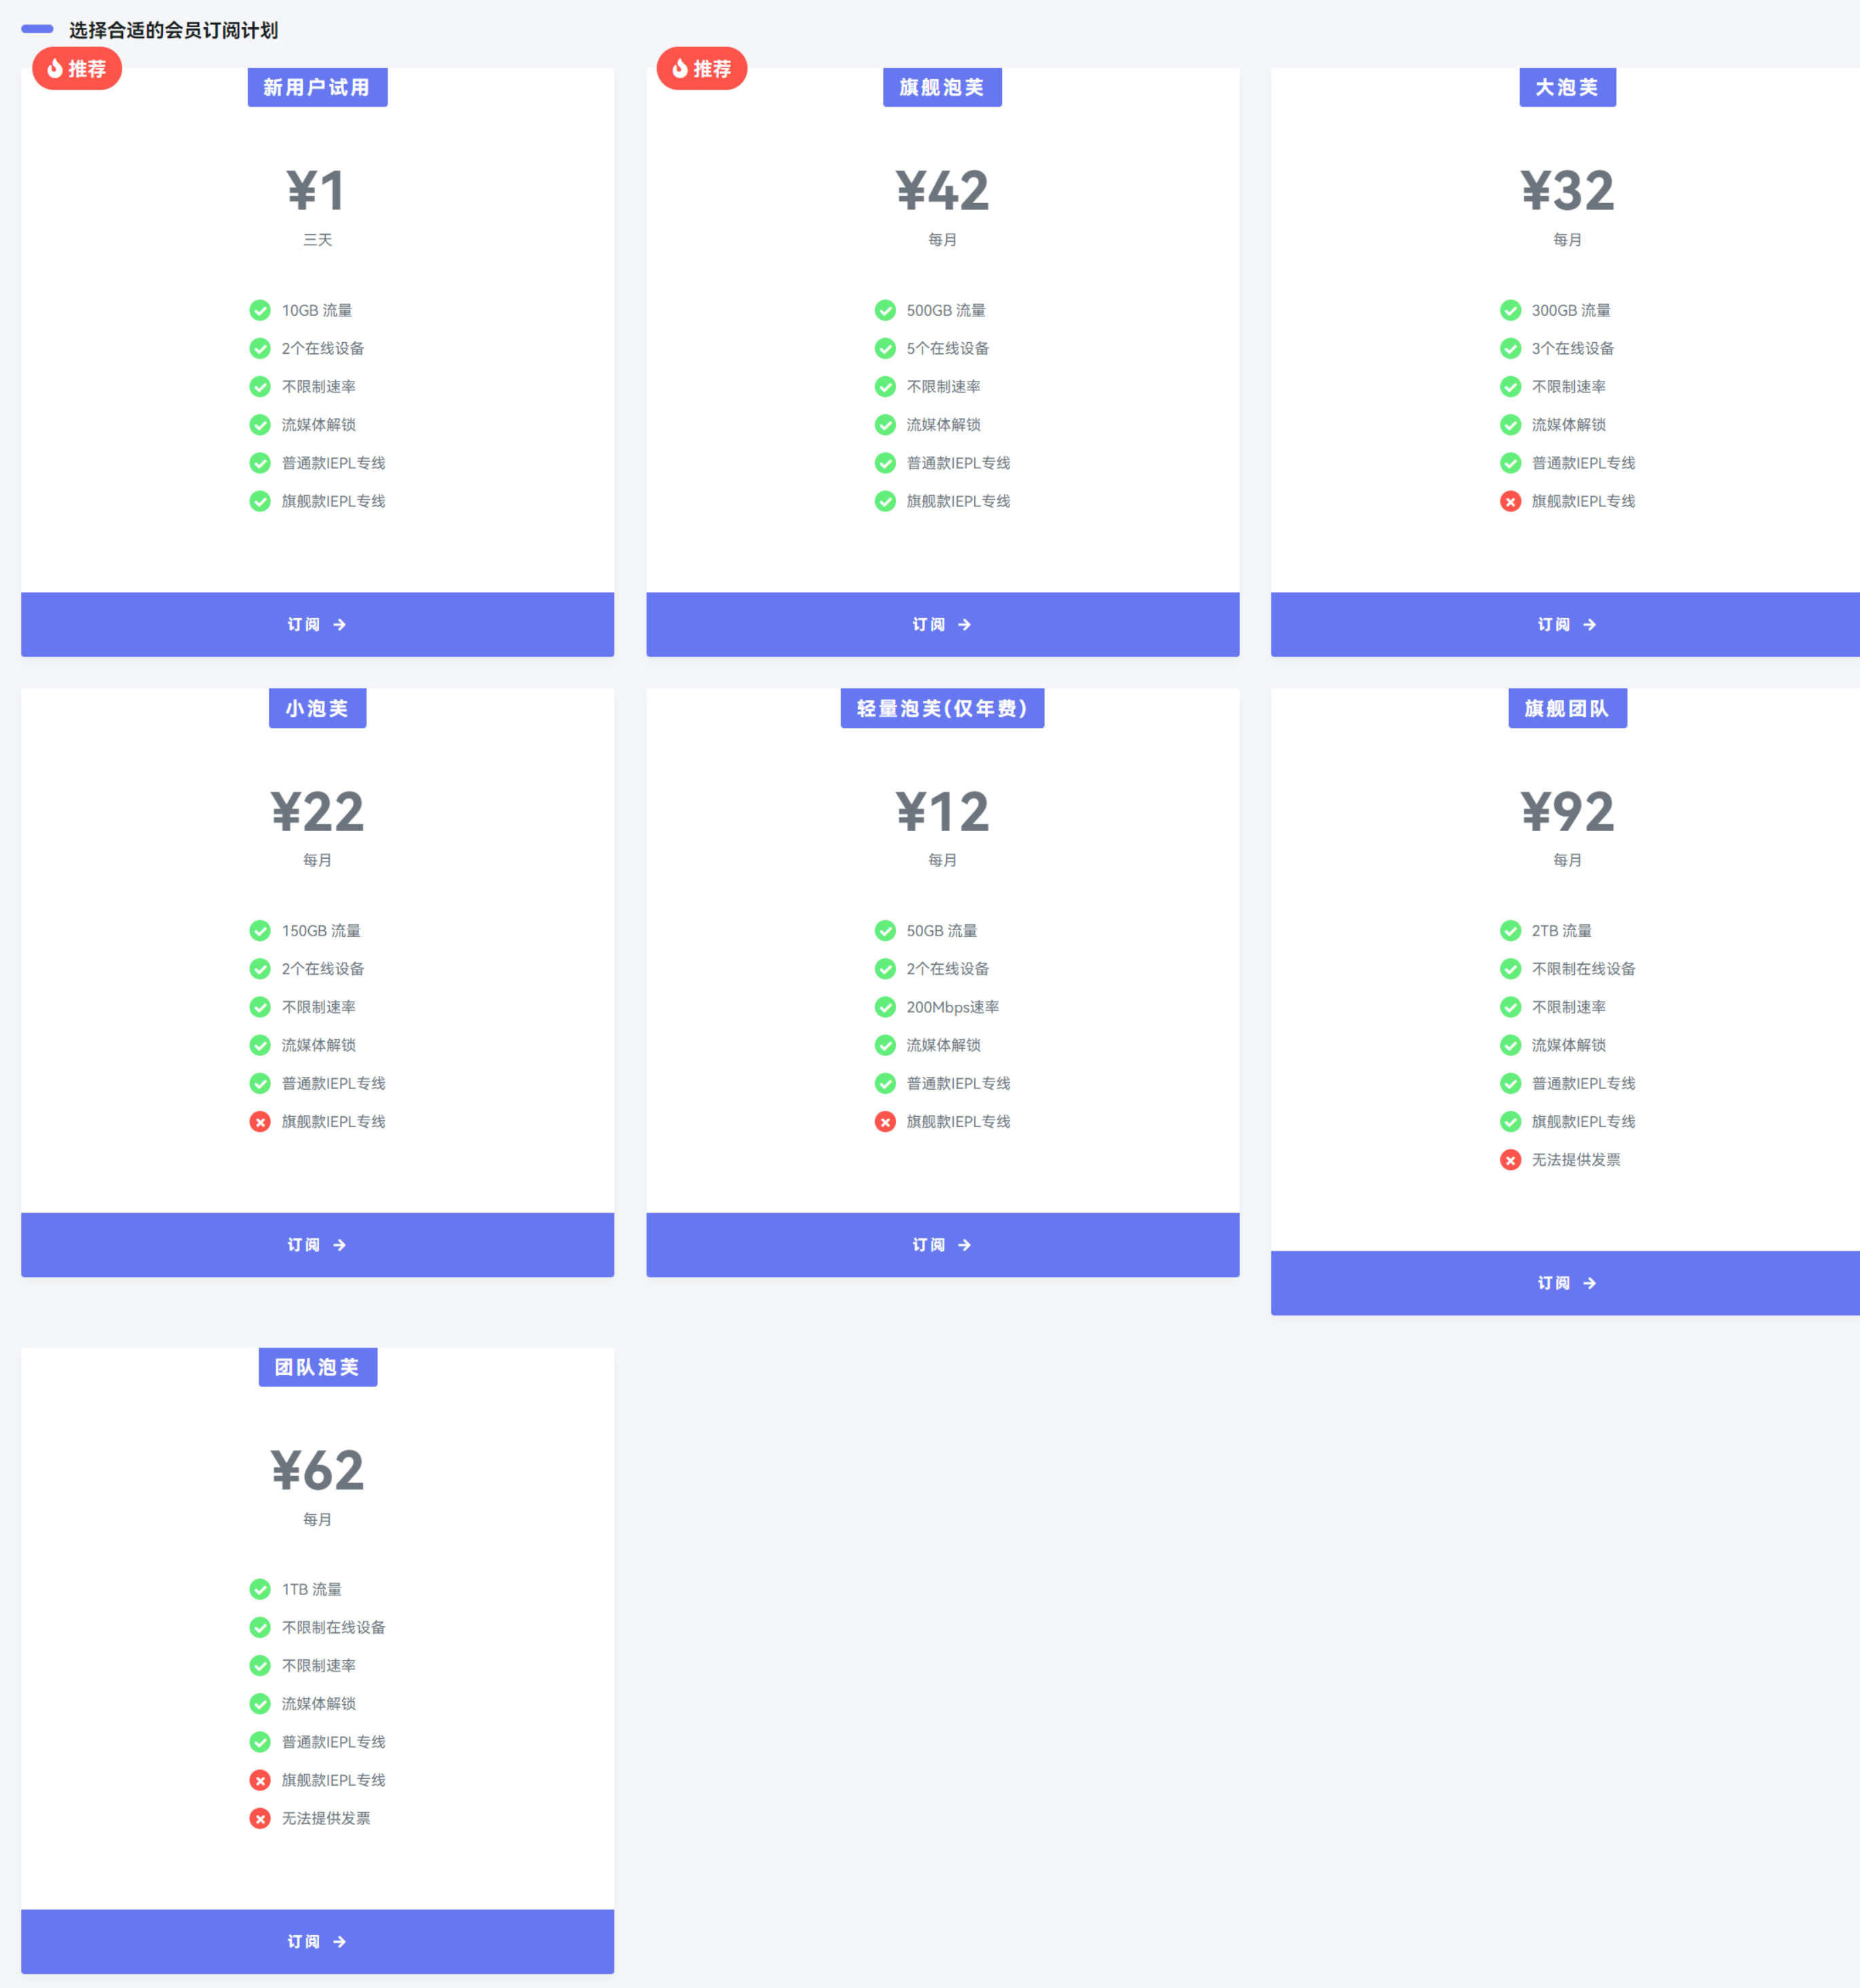 选择合适的会员订阅计划
推荐
新用户试用
¥1
三天
10GB 流量
2个在线设备
不限制速率
流媒体解锁
普通款IEPL专线
旗舰款IEPL专线
订阅 →
推荐
旗舰泡芙
¥42
每月
500GB 流量
5个在线设备
不限制速率
流媒体解锁
普通款IEPL专线
旗舰款IEPL专线
订阅 →
大泡芙
¥32
每月
300GB 流量
3个在线设备
不限制速率
流媒体解锁
普通款IEPL专线
旗舰款IEPL专线
订阅 →
小泡芙
¥22
每月
150GB 流量
2个在线设备
不限制速率
流媒体解锁
普通款IEPL专线
旗舰款IEPL专线
订阅 →
轻量泡芙(仅年费)
¥12
每月
50GB 流量
2个在线设备
200Mbps速率
流媒体解锁
普通款IEPL专线
旗舰款IEPL专线
订阅 →
旗舰团队
¥92
每月
2TB 流量
不限制在线设备
不限制速率
流媒体解锁
普通款IEPL专线
旗舰款IEPL专线
无法提供发票
订阅 →
团队泡芙
¥62
每月
1TB 流量
不限制在线设备
不限制速率
流媒体解锁
普通款IEPL专线
旗舰款IEPL专线
无法提供发票
订阅 →